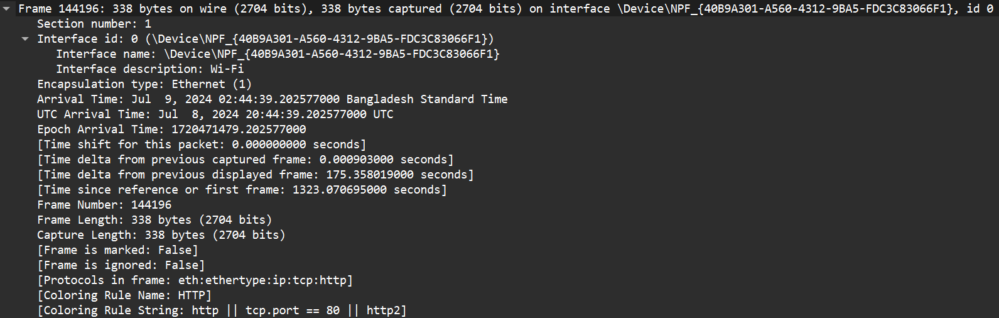 Frame 144196: 338 bytes on wire (2704 bits), 338 bytes captured (2704 bits) on interface \Device\NPF_{40B9A301-A560-4312-9BA5-FDC3C83066F1}, id 0
Section number: 1
Interface id: 0 (\Device\NPF_{40B9A301-A560-4312-9BA5-FDC3C83066F1})
Interface name: \Device\NPF_{40B9A301-A560-4312-9BA5-FDC3C83066F1}
Interface description: Wi-Fi
Encapsulation type: Ethernet (1)
Arrival Time: Jul  9, 2024 02:44:39.202577000 Bangladesh Standard Time
UTC Arrival Time: Jul  8, 2024 20:44:39.202577000 UTC
Epoch Arrival Time: 1720471479.202577000
[Time shift for this packet: 0.000000000 seconds]
[Time delta from previous captured frame: 0.000903000 seconds]
[Time delta from previous displayed frame: 175.358019000 seconds]
[Time since reference or first frame: 1323.070695000 seconds]
Frame Number: 144196
Frame Length: 338 bytes (2704 bits)
Capture Length: 338 bytes (2704 bits)
[Frame is marked: False]
[Frame is ignored: False]
[Protocols in frame: eth:ethertype:ip:tcp:http]
[Coloring Rule Name: HTTP]
[Coloring Rule String: http || tcp.port == 80 || http2]